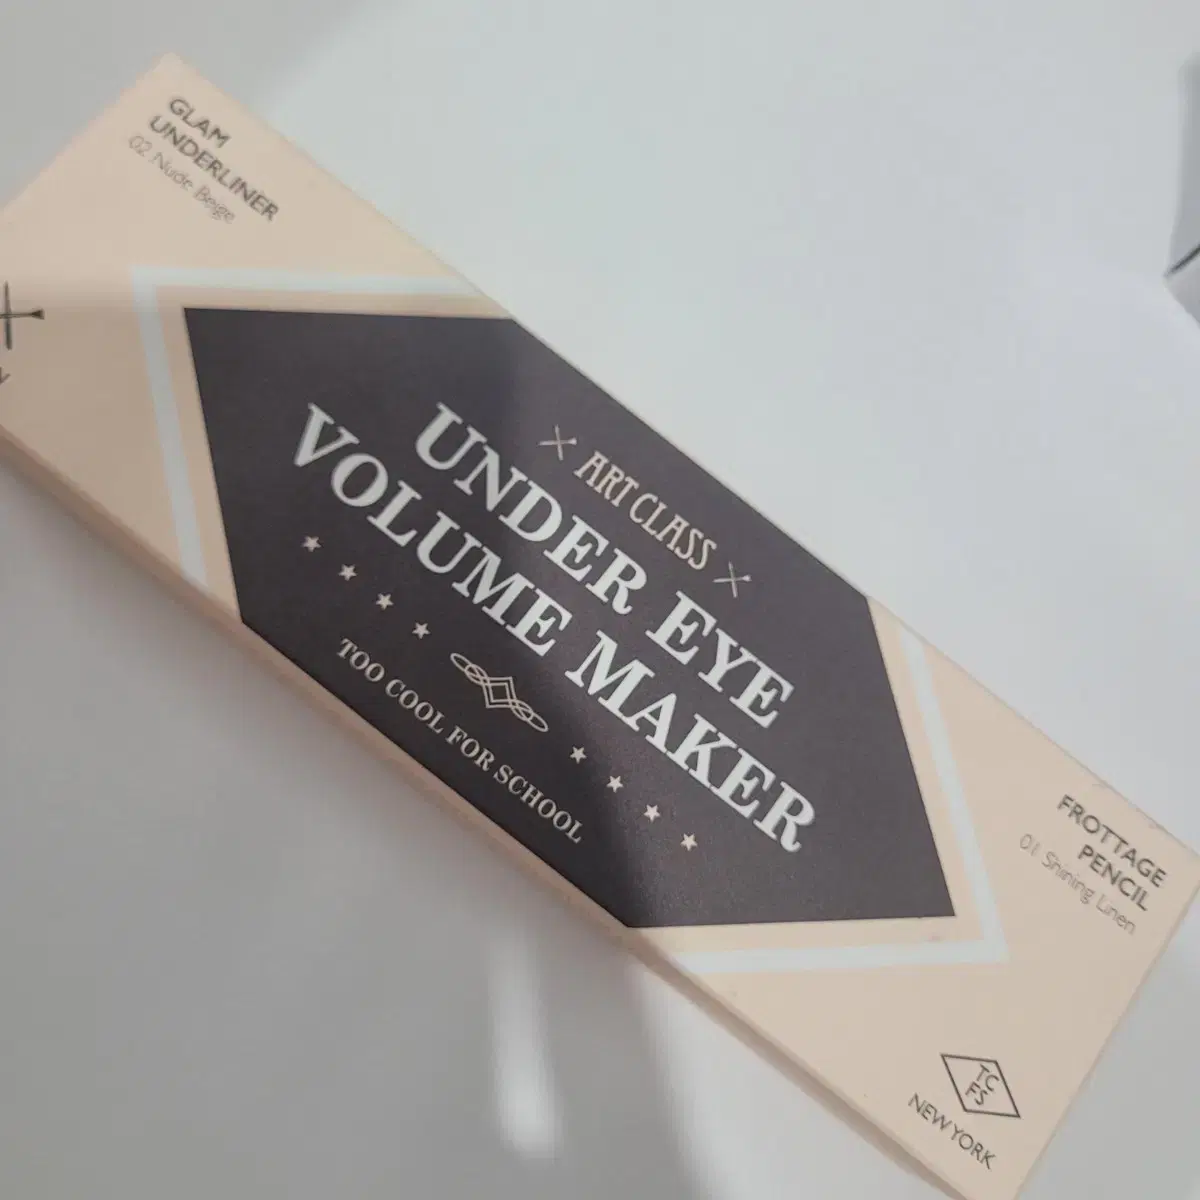 GLAM
UNDERLINER
02 Nude Beige
ART CLASS
UNDER EYE
VOLUME MAKER
TOO COOL FOR SCHOOL
FROTTAGE
PENCIL
01 Shining Linen
TC
FS
NEW YORK